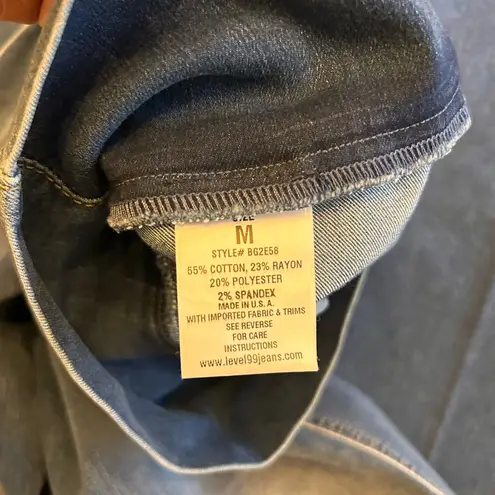 SIZE
M
STYLE# BG2E58
55% COTTON, 23% RAYON
20% POLYESTER
2% SPANDEX
MADE IN U.S.A.
WITH IMPORTED FABRIC & TRIMS
SEE REVERSE
FOR CARE
INSTRUCTIONS
www.level99jeans.com